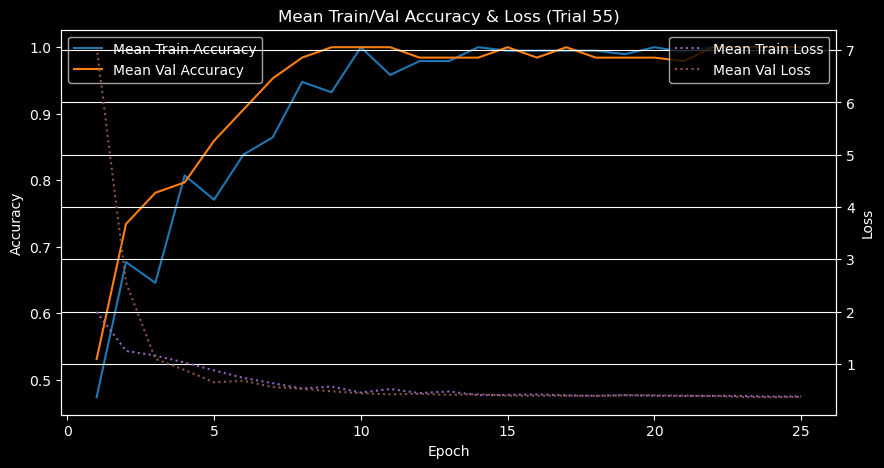 Mean Train/Val Accuracy & Loss (Trial 55)
Mean Train Accuracy
Mean Val Accuracy
Mean Train Loss
Mean Val Loss
1.0
0.9
0.8
0.7
0.6
0.5
Accuracy
7
6
5
4
3
2
1
Loss
0
5
10
15
20
25
Epoch